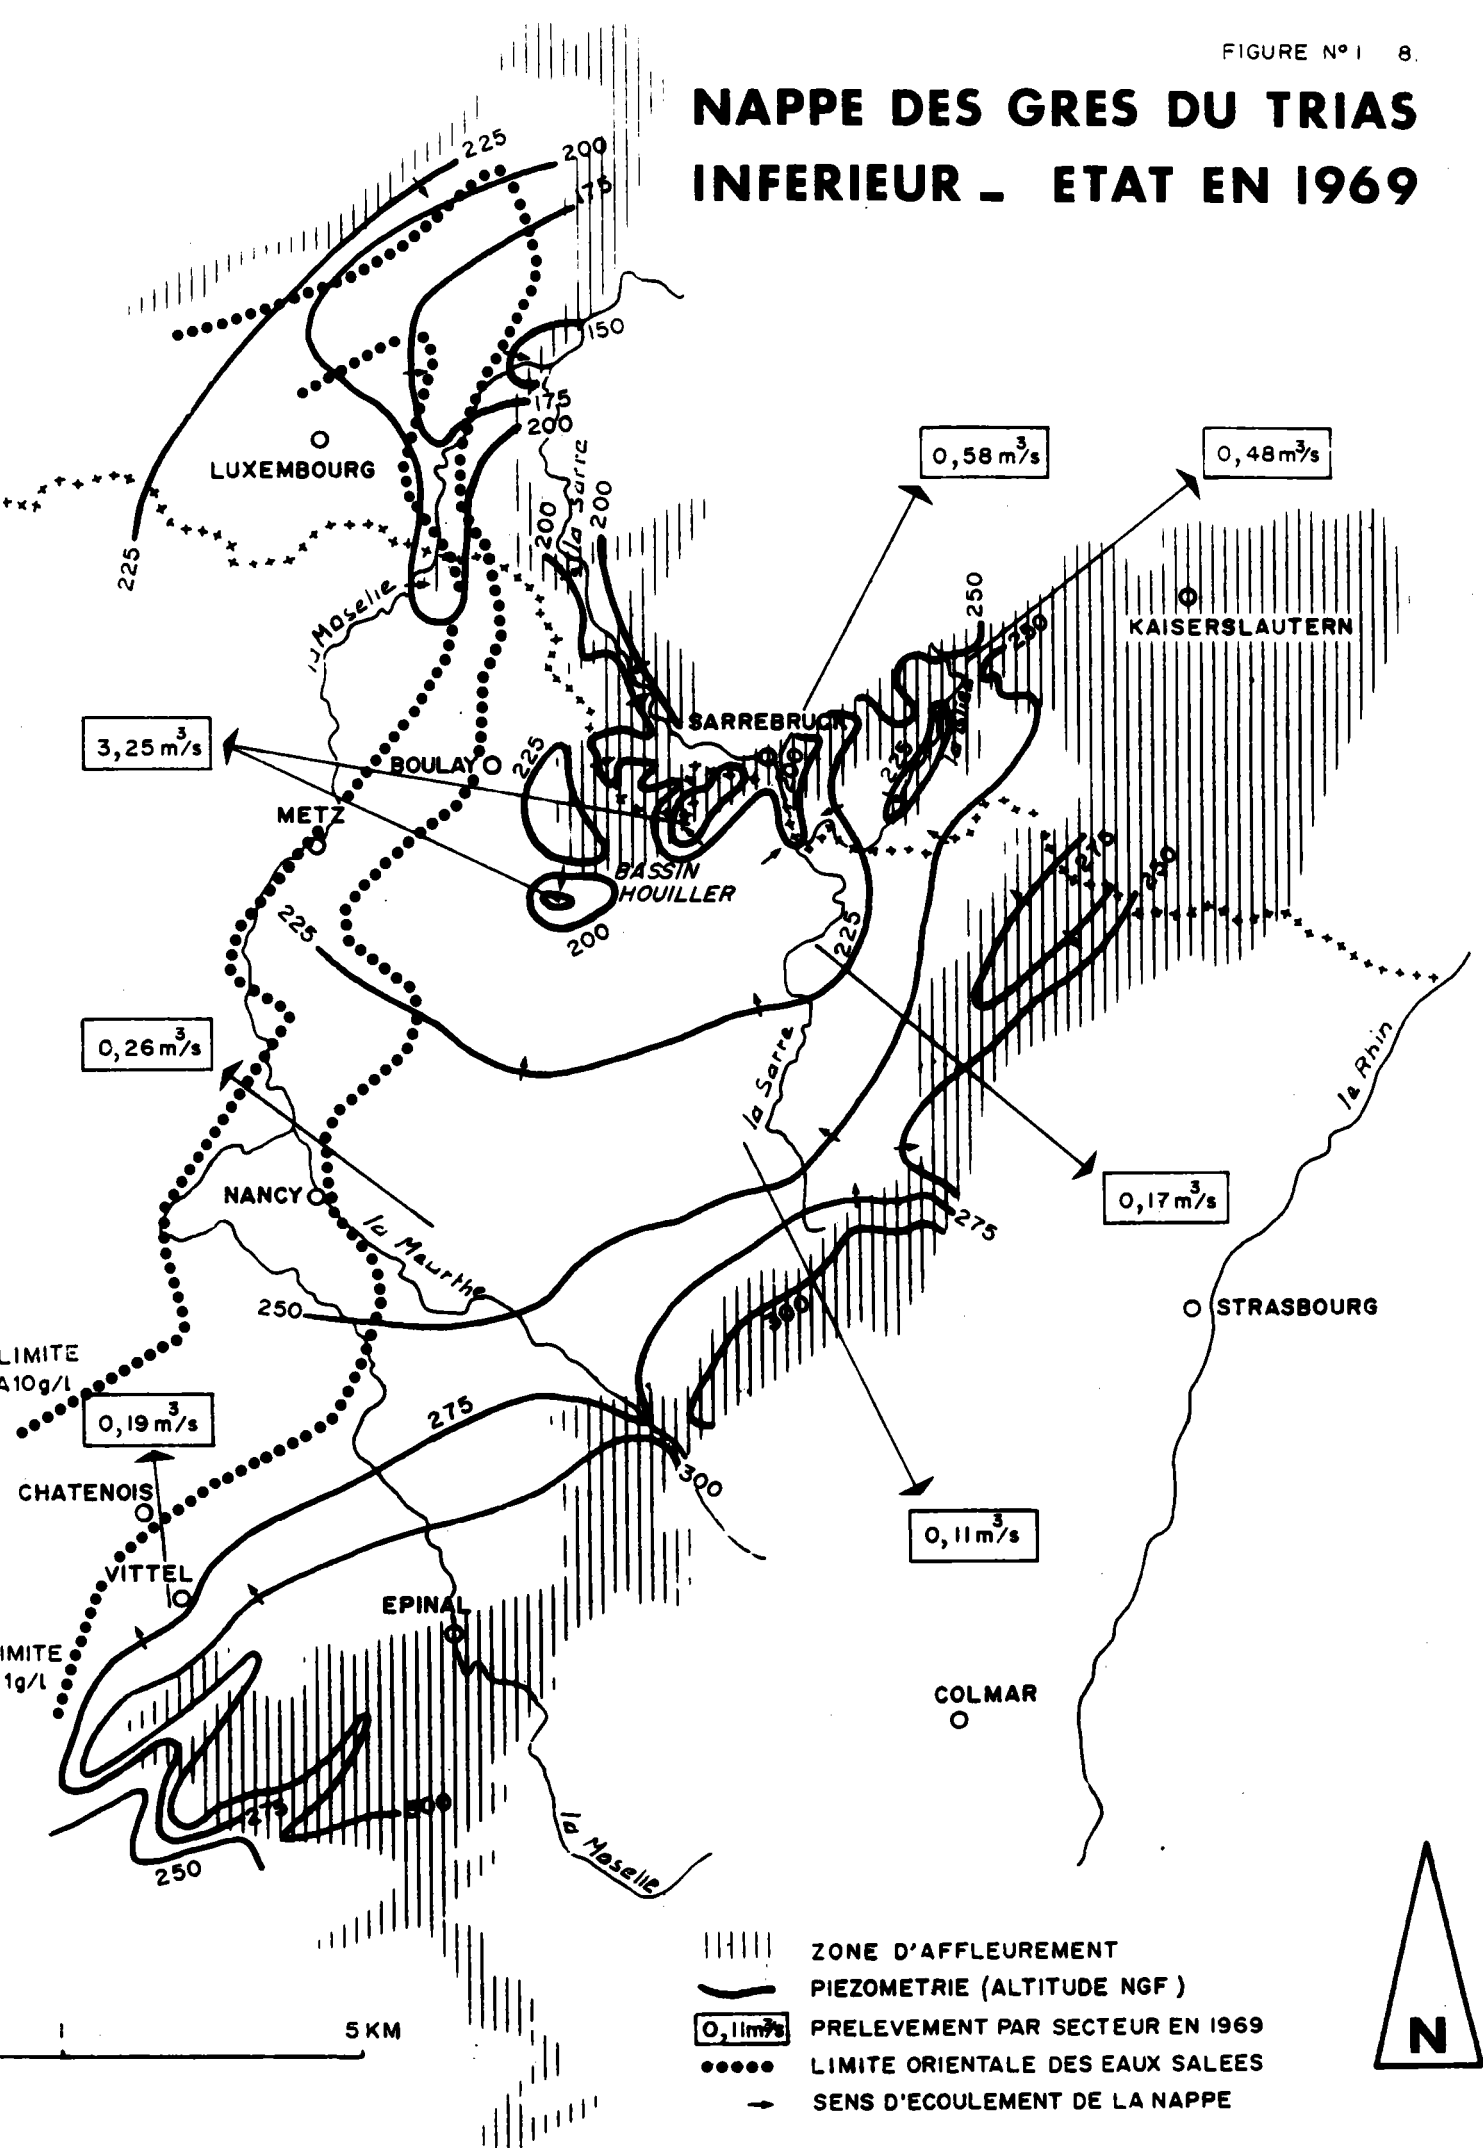 FIGURE Nº 1 8.
NAPPE DES GRES DU TRIAS
INFERIEUR _ ETAT EN 1969
225
200
175
150
175
200
LUXEMBOURG
la Sarre
200
200
225
0,58 m³/s
0,48 m³/s
la Moselle
250
250
KAISERSLAUTERN
SARREBRUCK
3,25 m³/s
BOULAY
225
200
225
la Blies
METZ
BASSIN
HOUILLER
275
250
225
200
225
0,26 m³/s
la Sarre
le Rhin
NANCY
la Meurthe
0,17 m³/s
275
250
300
STRASBOURG
LIMITE
A 10g/l
0,19 m³/s
275
CHATENOIS
300
0,11 m³/s
VITTEL
EPINAL
IMITE
1g/l
COLMAR
275
300
250
la Moselle
ZONE D'AFFLEUREMENT
PIEZOMETRIE (ALTITUDE NGF)
0,11m³/s PRELEVEMENT PAR SECTEUR EN 1969
LIMITE ORIENTALE DES EAUX SALEES
SENS D'ECOULEMENT DE LA NAPPE
1 5 KM
N